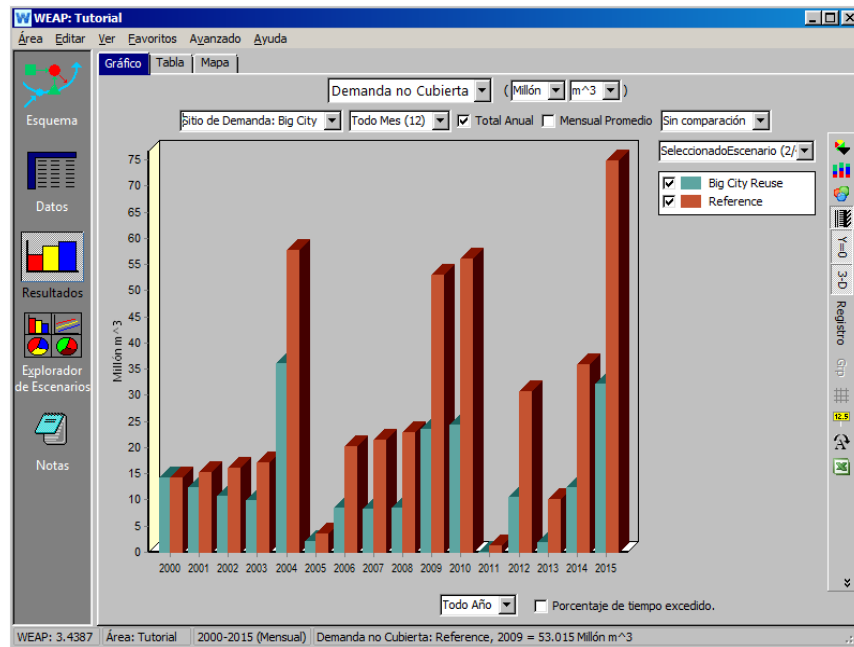 WEAP: Tutorial
Área Editar Ver Favoritos Avanzado Ayuda
Gráfico Tabla Mapa
Demanda no Cubierta ( Millón m^3 )
Sitio de Demanda: Big City Todo Mes (12) Total Anual Mensual Promedio Sin comparación
SeleccionadoEscenario (2/
Big City Reuse
Reference
Esquema
Datos
Resultados
Explorador
de Escenarios
Notas
Millón m^3
75
70
65
60
55
50
45
40
35
30
25
20
15
10
5
0
2000 2001 2002 2003 2004 2005 2006 2007 2008 2009 2010 2011 2012 2013 2014 2015
Y=0
3-D
Registro
Grp
12.5
Todo Año Porcentaje de tiempo excedido.
WEAP: 3.4387 Área: Tutorial 2000-2015 (Mensual) Demanda no Cubierta: Reference, 2009 = 53.015 Millón m^3